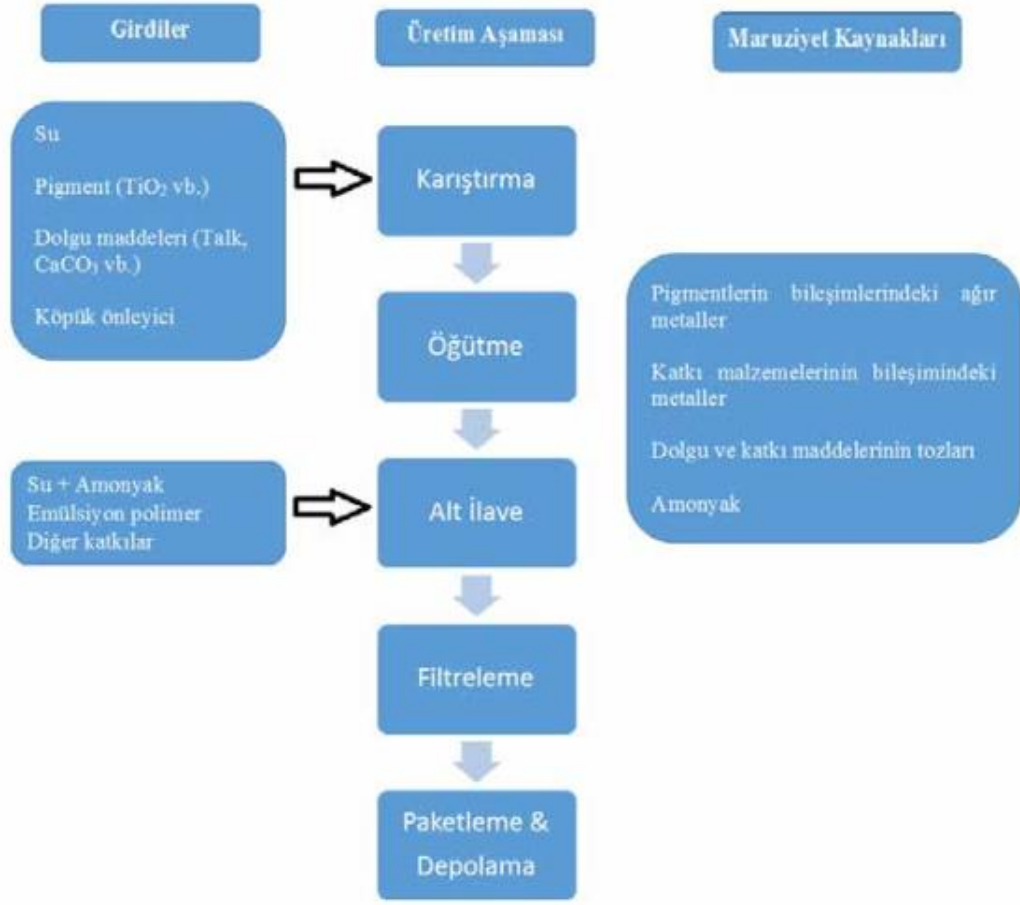 Girdiler
Üretim Aşaması
Maruziyet Kaynakları
Su
Pigment (TiO₂ vb.)
Dolgu maddeleri (Talk,
CaCO₃ vb.)
Köpük önleyici
Karıştırma
Öğütme
Pigmentlerin bileşimlerindeki ağır
metaller
Katkı malzemelerinin bileşimindeki
metaller
Dolgu ve katkı maddelerinin tozları
Amonyak
Su + Amonyak
Emülsiyon polimer
Diğer katkılar
Alt İlave
Filtreleme
Paketleme &
Depolama